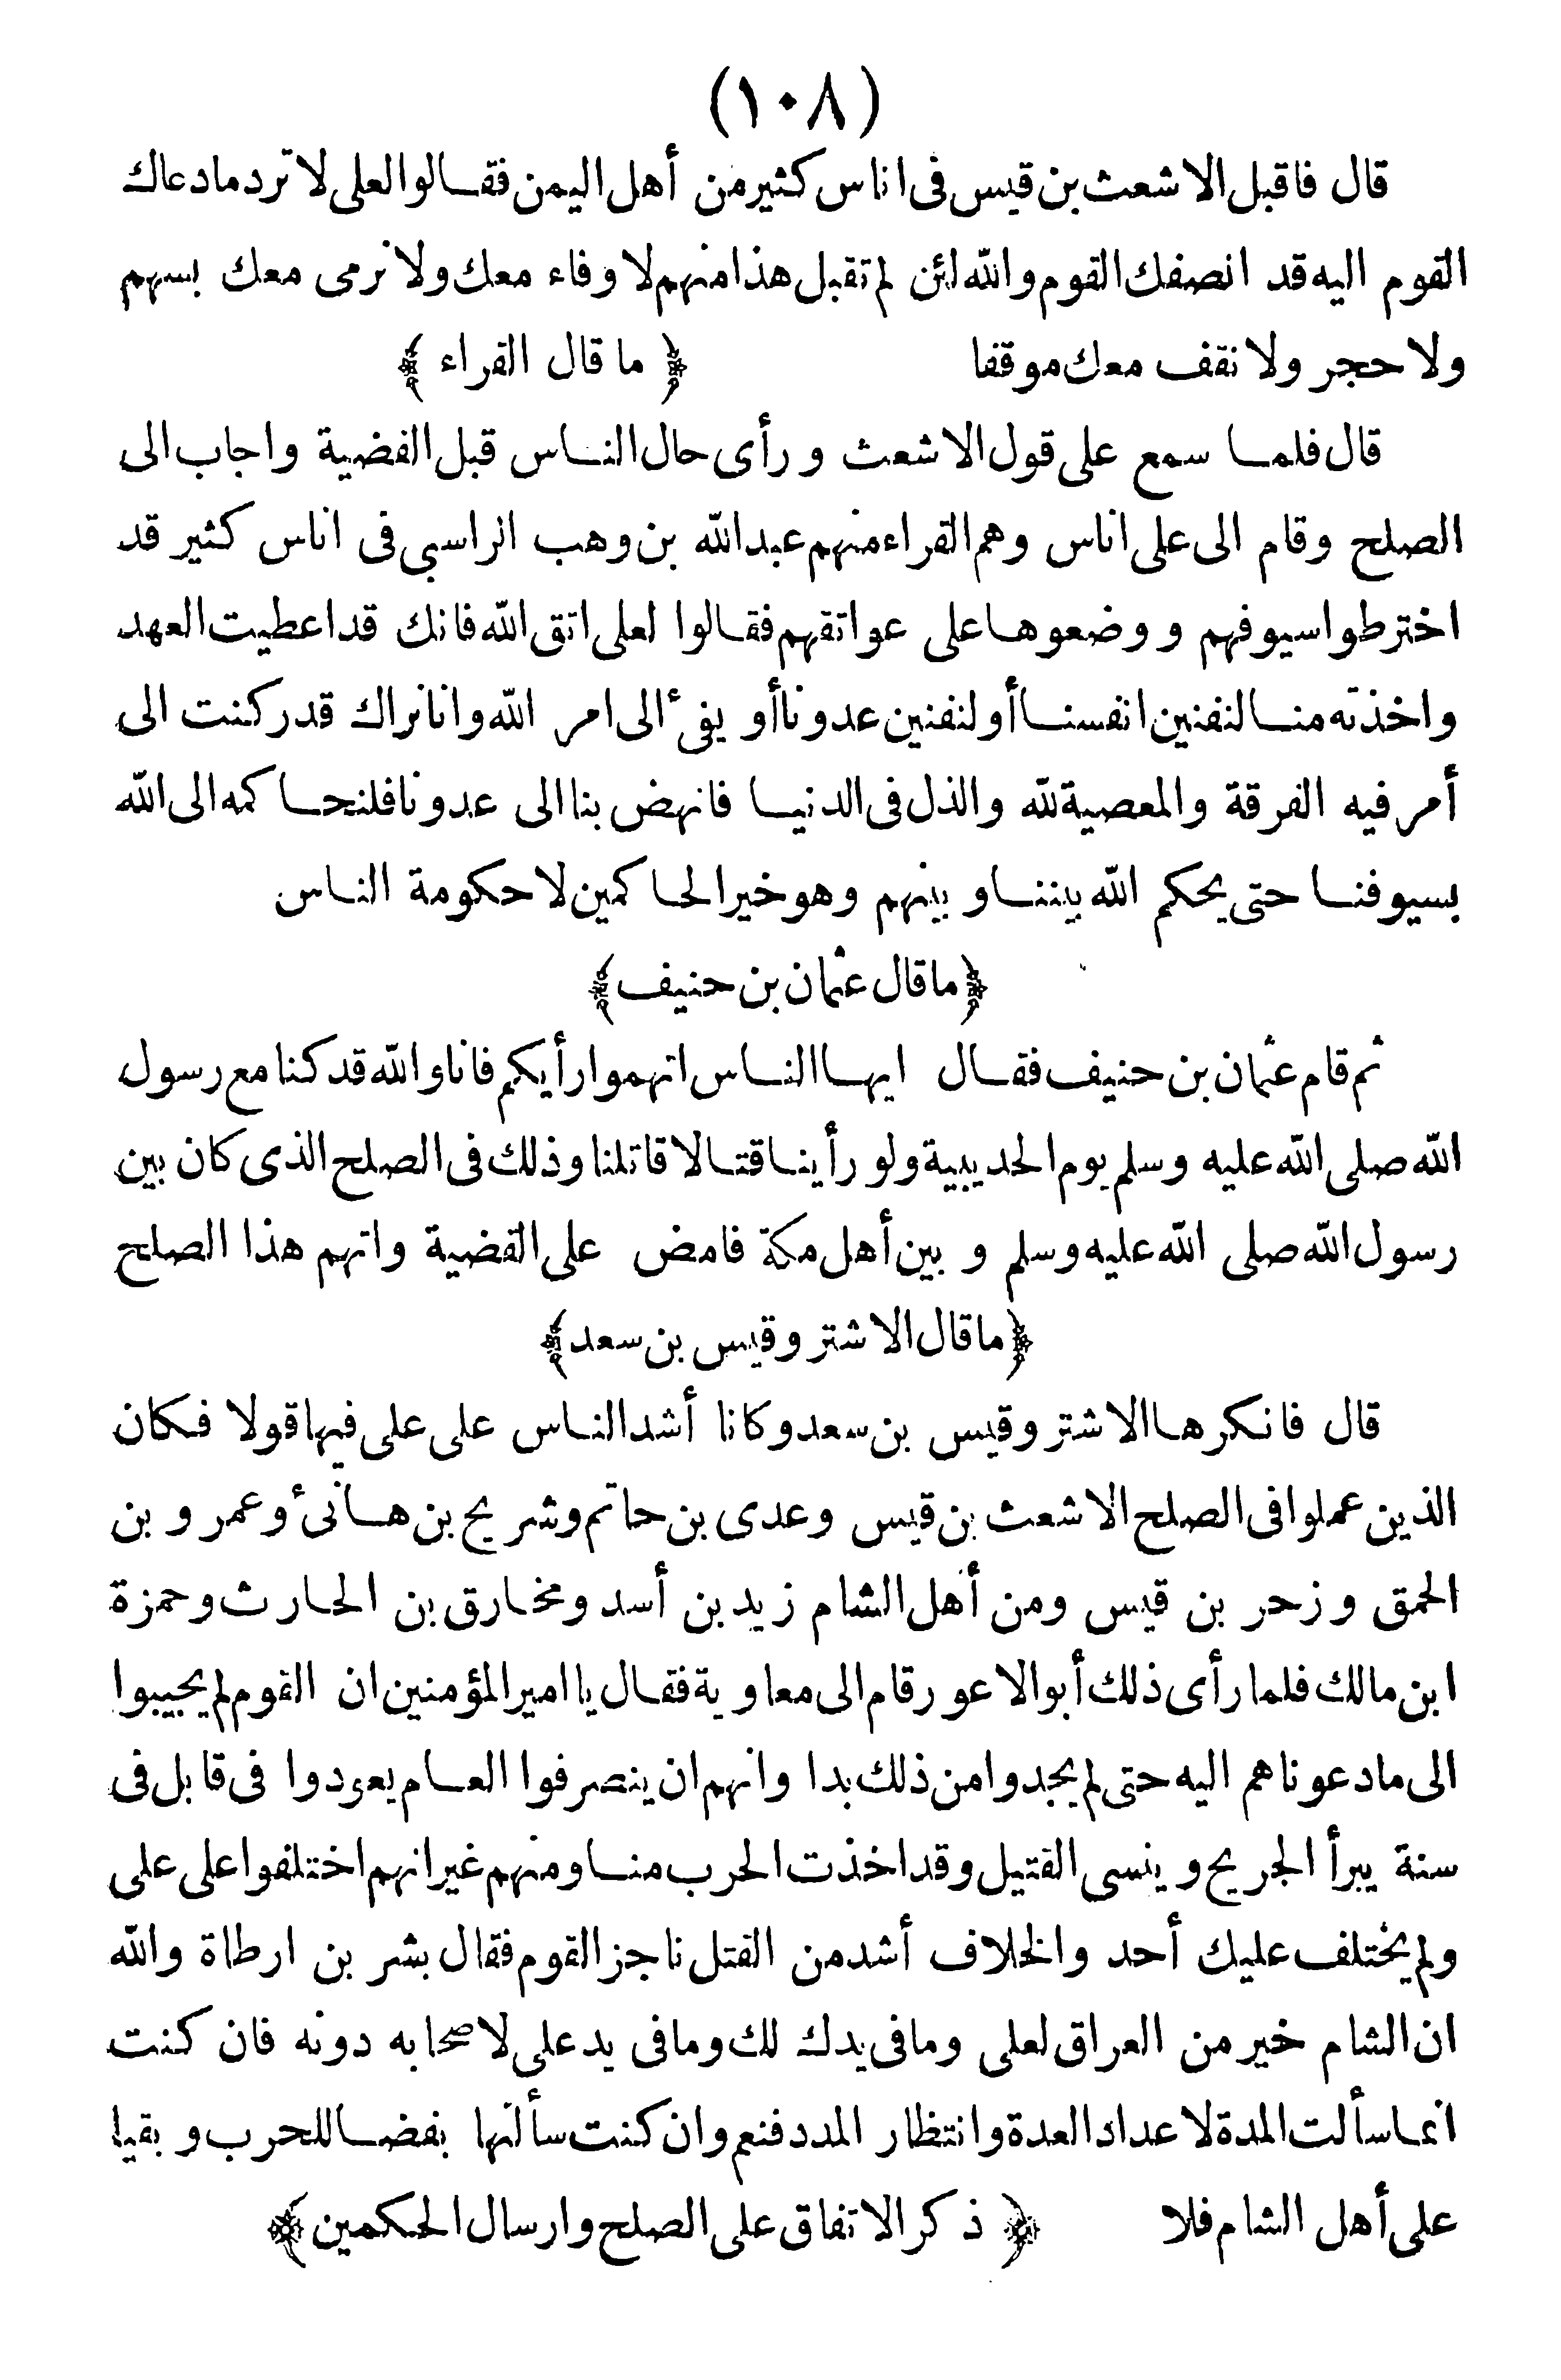 (١٠٨)
قال فاقبل الاشعث بن قيس فى اناس كثير من أهل اليمن فقالوا لعلى لا ترد ما دعاك
القوم اليه قد انصفك القوم والله لئن لم تقبل هذا منهم لا وفاء معك ولا نرمى معك بسهم
ولا حجر ولا نقف معك موقفا ﴿ ما قال القراء ﴾
قال فلما سمع على قول الاشعث ورأى حال الناس قبل القضية واجاب الى
الصلح وقام الى على اناس وهم القراء منهم عبدالله بن وهب الراسبى فى اناس كثير قد
اخترطوا سيوفهم ووضعوها على عواتقهم فقالوا لعلى اتق الله فانك قد اعطيت العهد
واخذته منا لنفنين انفسنا أو لنفنين عدونا أو يفئ الى امر الله وانا نراك قد ركنت الى
أمر فيه الفرقة والمعصية لله والذل فى الدنيا فانهض بنا الى عدونا فلنحاكمه الى الله
بسيوفنا حتى يحكم الله بيننا وبينهم وهو خير الحاكمين لا حكومة الناس
﴿ما قال عثمان بن حنيف﴾
ثم قام عثمان بن حنيف فقال ايها الناس اتهموا رأيكم فانا والله قد كنا مع رسول
الله صلى الله عليه وسلم يوم الحديبية ولو رأينا قتالا قاتلنا وذلك فى الصلح الذى كان بين
رسول الله صلى الله عليه وسلم وبين أهل مكة فامض على القضية واتهم هذا الصلح
﴿ما قال الاشتر وقيس بن سعد﴾
قال فانكرها الاشتر وقيس بن سعد وكانا أشد الناس على على فيها قولا فكان
الذين عملوا فى الصلح الاشعث بن قيس وعدى بن حاتم وشريح بن هانئ وعمرو بن
الحمق وزحر بن قيس ومن أهل الشام زيد بن أسد ومخارق بن الحارث وحمزة
ابن مالك فلما رأى ذلك أبو الاعور قام الى معاوية فقال يا امير المؤمنين ان القوم لم يجيبوا
الى ما دعوناهم اليه حتى لم يجدوا من ذلك بدا وانهم ان ينصرفوا العام يعودوا فى قابل فى
سنة يبرأ الجريح وينسى القتيل وقد اخذت الحرب منا ومنهم غير انهم اختلفوا على على
ولم يختلف عليك أحد والخلاف أشد من القتل ناجز القوم فقال بشر بن ارطاة والله
ان الشام خير من العراق لعلى وما فى يدك لك وما فى يد على لاصحابه دونه فان كنت
انما سألت المدة لاعداد العدة وانتظار المدد فنعم وان كنت سألتها بغضا للحرب وبقيا
على أهل الشام فلا ﴿ ذكر الاتفاق على الصلح وارسال الحكمين ﴾